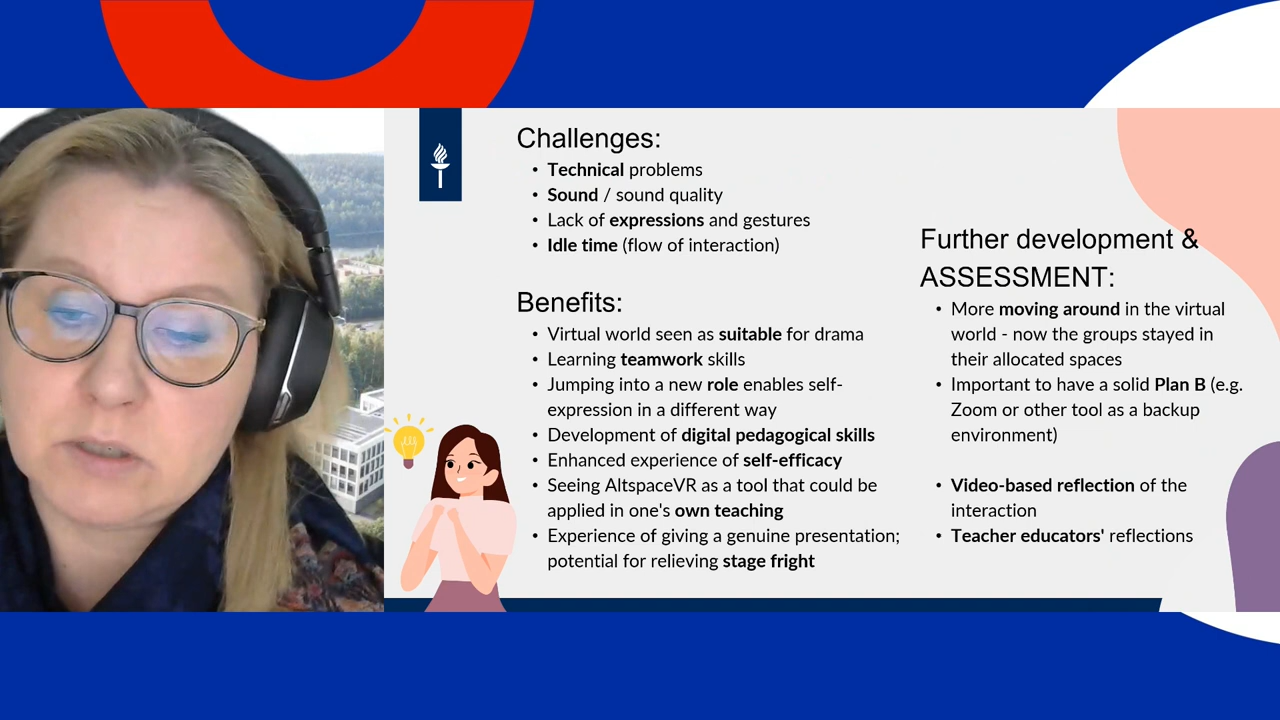 Challenges:
• Technical problems
• Sound / sound quality
• Lack of expressions and gestures
• Idle time (flow of interaction)
Benefits:
• Virtual world seen as suitable for drama
• Learning teamwork skills
• Jumping into a new role enables self-
expression in a different way
• Development of digital pedagogical skills
• Enhanced experience of self-efficacy
• Seeing AltspaceVR as a tool that could be
applied in one's own teaching
• Experience of giving a genuine presentation;
potential for relieving stage fright
Further development &
ASSESSMENT:
• More moving around in the virtual
world - now the groups stayed in
their allocated spaces
• Important to have a solid Plan B (e.g.
Zoom or other tool as a backup
environment)
• Video-based reflection of the
interaction
• Teacher educators' reflections